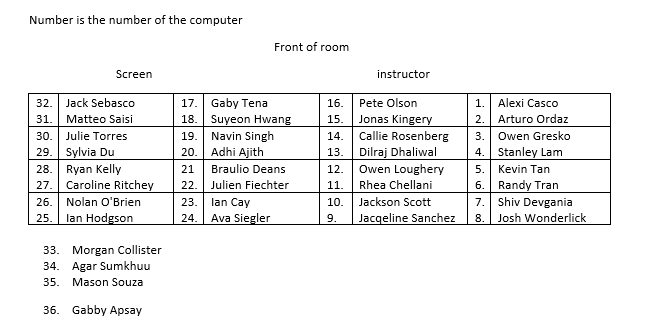 Number is the number of the computer
Front of room
Screen instructor
32. Jack Sebasco 17. Gaby Tena 16. Pete Olson 1. Alexi Casco
31. Matteo Saisi 18. Suyeon Hwang 15. Jonas Kingery 2. Arturo Ordaz
30. Julie Torres 19. Navin Singh 14. Callie Rosenberg 3. Owen Gresko
29. Sylvia Du 20. Adhi Ajith 13. Dilraj Dhaliwal 4. Stanley Lam
28. Ryan Kelly 21 Braulio Deans 12. Owen Loughery 5. Kevin Tan
27. Caroline Ritchey 22. Julien Fiechter 11. Rhea Chellani 6. Randy Tran
26. Nolan O'Brien 23. Ian Cay 10. Jackson Scott 7. Shiv Devgania
25. Ian Hodgson 24. Ava Siegler 9. Jacqeline Sanchez 8. Josh Wonderlick
33. Morgan Collister
34. Agar Sumkhuu
35. Mason Souza
36. Gabby Apsay